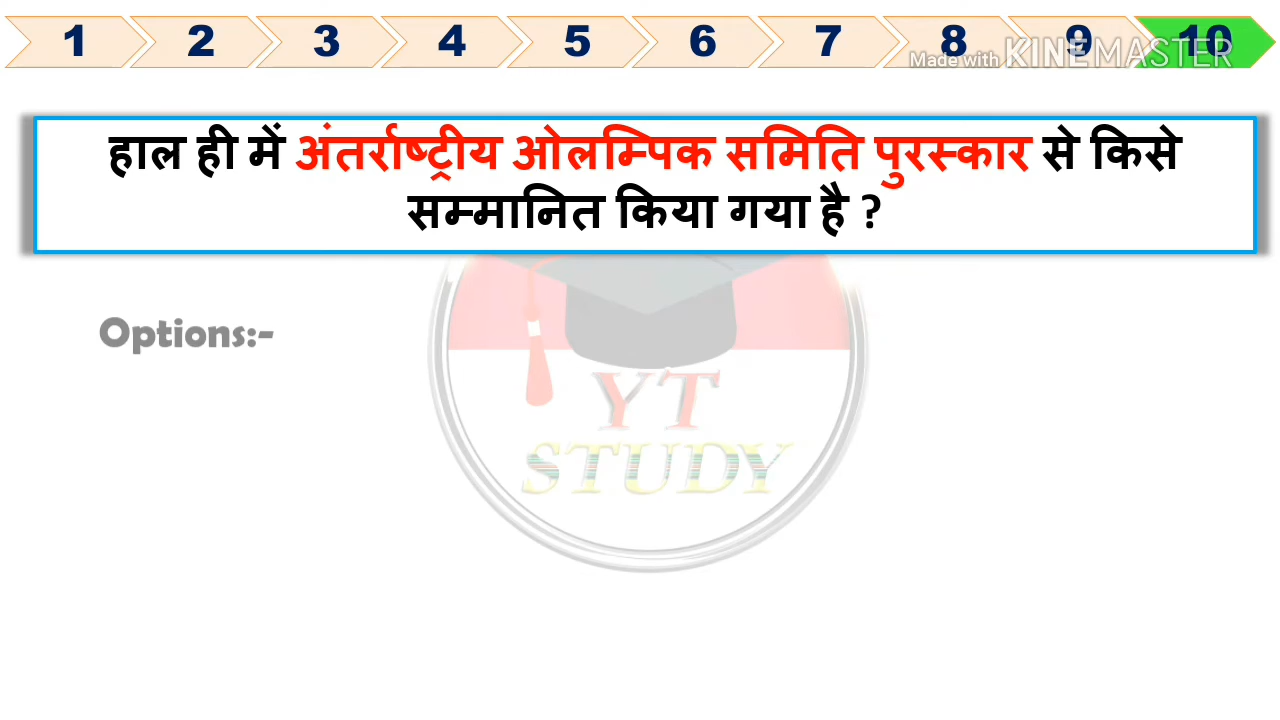 1 2 3 4 5 6 7 8 9 10
Made with KINEMASTER
हाल ही में अंतर्राष्ट्रीय ओलम्पिक समिति पुरस्कार से किसे
सम्मानित किया गया है ?
Options:-
YT
STUDY